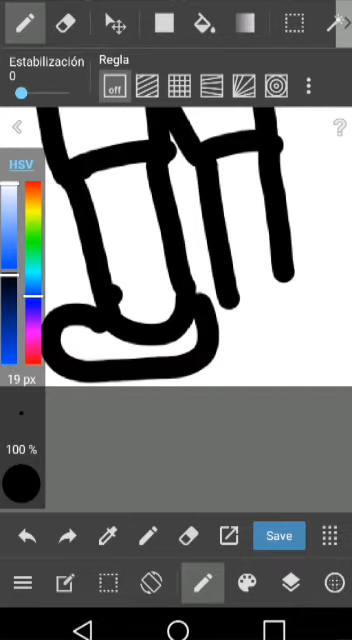 Estabilización
0
Regla
off
HSV
19 px
100 %
Save